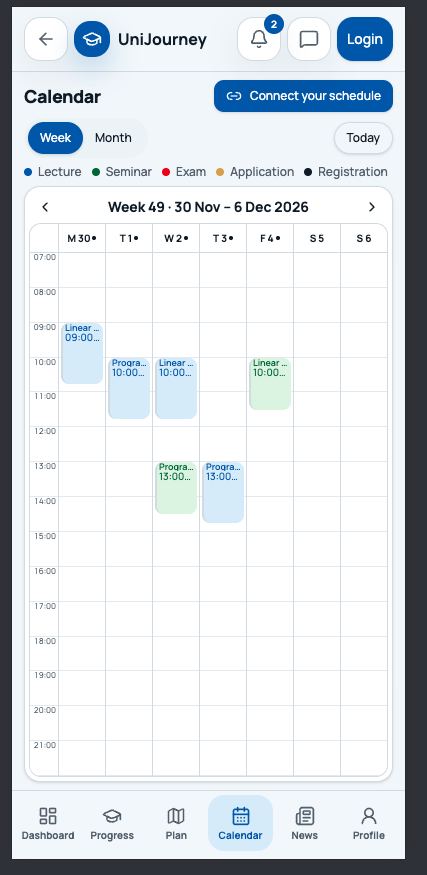 UniJourney
2
Login
Calendar
Connect your schedule
Week
Month
Today
Lecture
Seminar
Exam
Application
Registration
Week 49 · 30 Nov – 6 Dec 2026
M 30 T 1 W 2 T 3 F 4 S 5 S 6
07:00
08:00
09:00
Linear ...
09:00...
10:00
Progra...
10:00...
Linear ...
10:00...
Linear ...
10:00...
11:00
12:00
13:00
Progra...
13:00...
Progra...
13:00...
14:00
15:00
16:00
17:00
18:00
19:00
20:00
21:00
Dashboard
Progress
Plan
Calendar
News
Profile